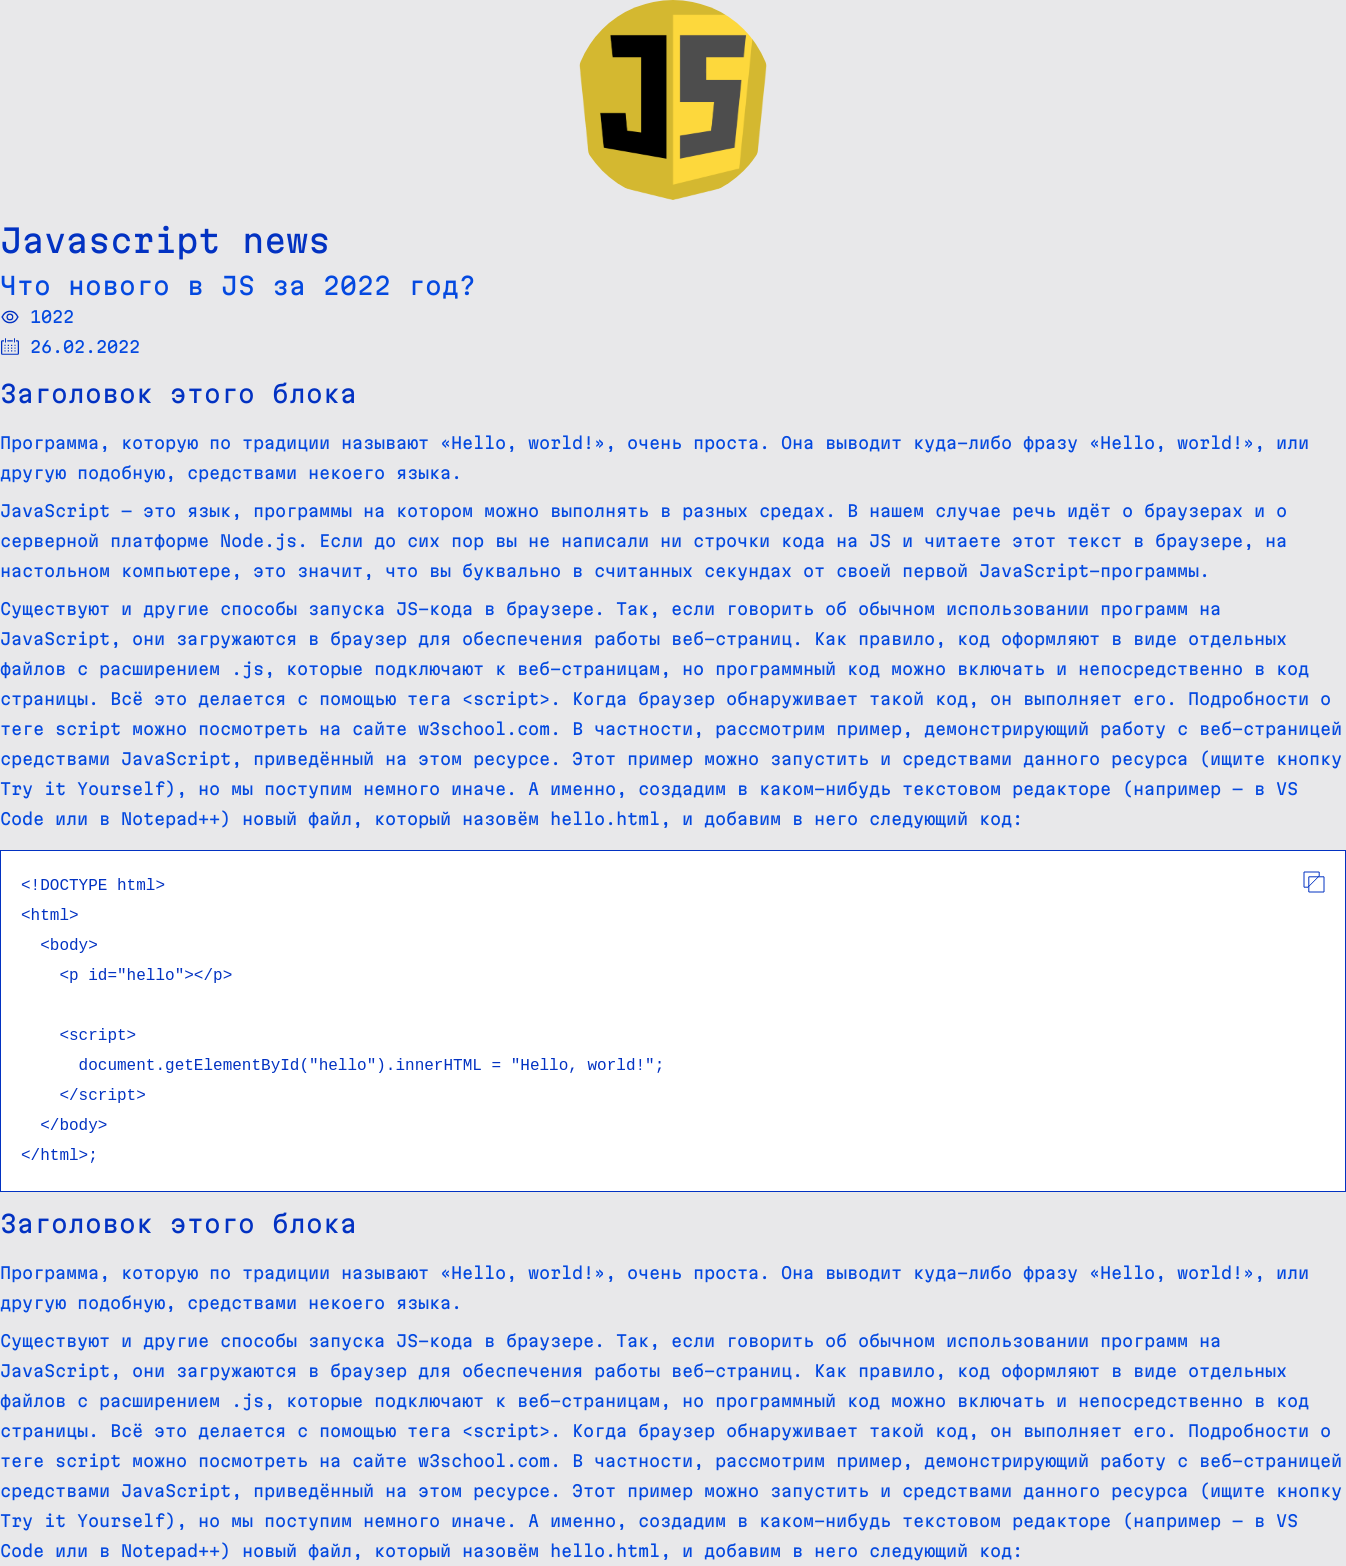 JS
Javascript news
Что нового в JS за 2022 год?
1022
26.02.2022
Заголовок этого блока
Программа, которую по традиции называют «Hello, world!», очень проста. Она выводит куда-либо фразу «Hello, world!», или
другую подобную, средствами некоего языка.
JavaScript — это язык, программы на котором можно выполнять в разных средах. В нашем случае речь идёт о браузерах и о
серверной платформе Node.js. Если до сих пор вы не написали ни строчки кода на JS и читаете этот текст в браузере, на
настольном компьютере, это значит, что вы буквально в считанных секундах от своей первой JavaScript-программы.
Существуют и другие способы запуска JS-кода в браузере. Так, если говорить об обычном использовании программ на
JavaScript, они загружаются в браузер для обеспечения работы веб-страниц. Как правило, код оформляют в виде отдельных
файлов с расширением .js, которые подключают к веб-страницам, но программный код можно включать и непосредственно в код
страницы. Всё это делается с помощью тега <script>. Когда браузер обнаруживает такой код, он выполняет его. Подробности о
теге script можно посмотреть на сайте w3school.com. В частности, рассмотрим пример, демонстрирующий работу с веб-страницей
средствами JavaScript, приведённый на этом ресурсе. Этот пример можно запустить и средствами данного ресурса (ищите кнопку
Try it Yourself), но мы поступим немного иначе. А именно, создадим в каком-нибудь текстовом редакторе (например — в VS
Code или в Notepad++) новый файл, который назовём hello.html, и добавим в него следующий код:
<!DOCTYPE html>
<html>
  <body>
    <p id="hello"></p>
    <script>
      document.getElementById("hello").innerHTML = "Hello, world!";
    </script>
  </body>
</html>;
Заголовок этого блока
Программа, которую по традиции называют «Hello, world!», очень проста. Она выводит куда-либо фразу «Hello, world!», или
другую подобную, средствами некоего языка.
Существуют и другие способы запуска JS-кода в браузере. Так, если говорить об обычном использовании программ на
JavaScript, они загружаются в браузер для обеспечения работы веб-страниц. Как правило, код оформляют в виде отдельных
файлов с расширением .js, которые подключают к веб-страницам, но программный код можно включать и непосредственно в код
страницы. Всё это делается с помощью тега <script>. Когда браузер обнаруживает такой код, он выполняет его. Подробности о
теге script можно посмотреть на сайте w3school.com. В частности, рассмотрим пример, демонстрирующий работу с веб-страницей
средствами JavaScript, приведённый на этом ресурсе. Этот пример можно запустить и средствами данного ресурса (ищите кнопку
Try it Yourself), но мы поступим немного иначе. А именно, создадим в каком-нибудь текстовом редакторе (например — в VS
Code или в Notepad++) новый файл, который назовём hello.html, и добавим в него следующий код: